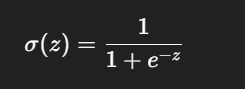 σ(z) = 1 / (1 + e^{-z})